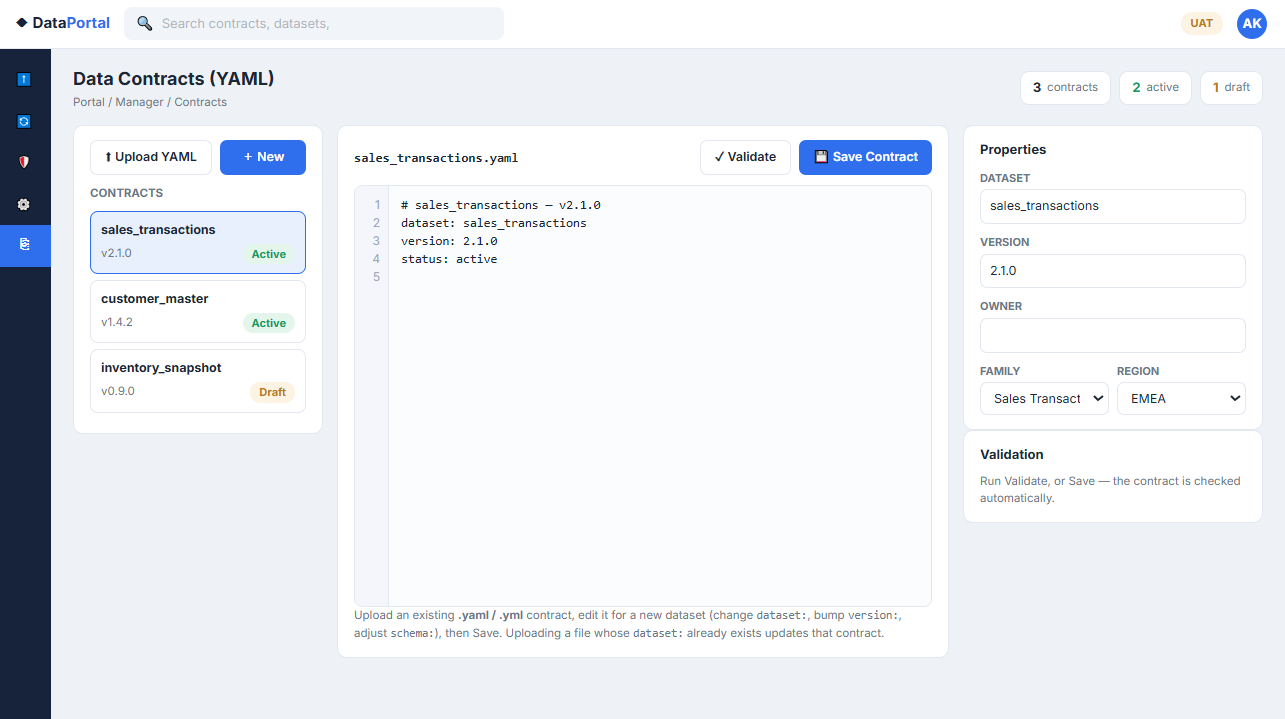 DataPortal
Search contracts, datasets,
UAT
AK
Data Contracts (YAML)
Portal / Manager / Contracts
3 contracts
2 active
1 draft
Upload YAML
+ New
CONTRACTS
sales_transactions
v2.1.0
Active
customer_master
v1.4.2
Active
inventory_snapshot
v0.9.0
Draft
sales_transactions.yaml
✓ Validate
Save Contract
1 # sales_transactions — v2.1.0
2 dataset: sales_transactions
3 version: 2.1.0
4 status: active
5
Upload an existing .yaml / .yml contract, edit it for a new dataset (change dataset:, bump version:,
adjust schema:), then Save. Uploading a file whose dataset: already exists updates that contract.
Properties
DATASET
sales_transactions
VERSION
2.1.0
OWNER
FAMILY
REGION
Sales Transact
EMEA
Validation
Run Validate, or Save — the contract is checked
automatically.